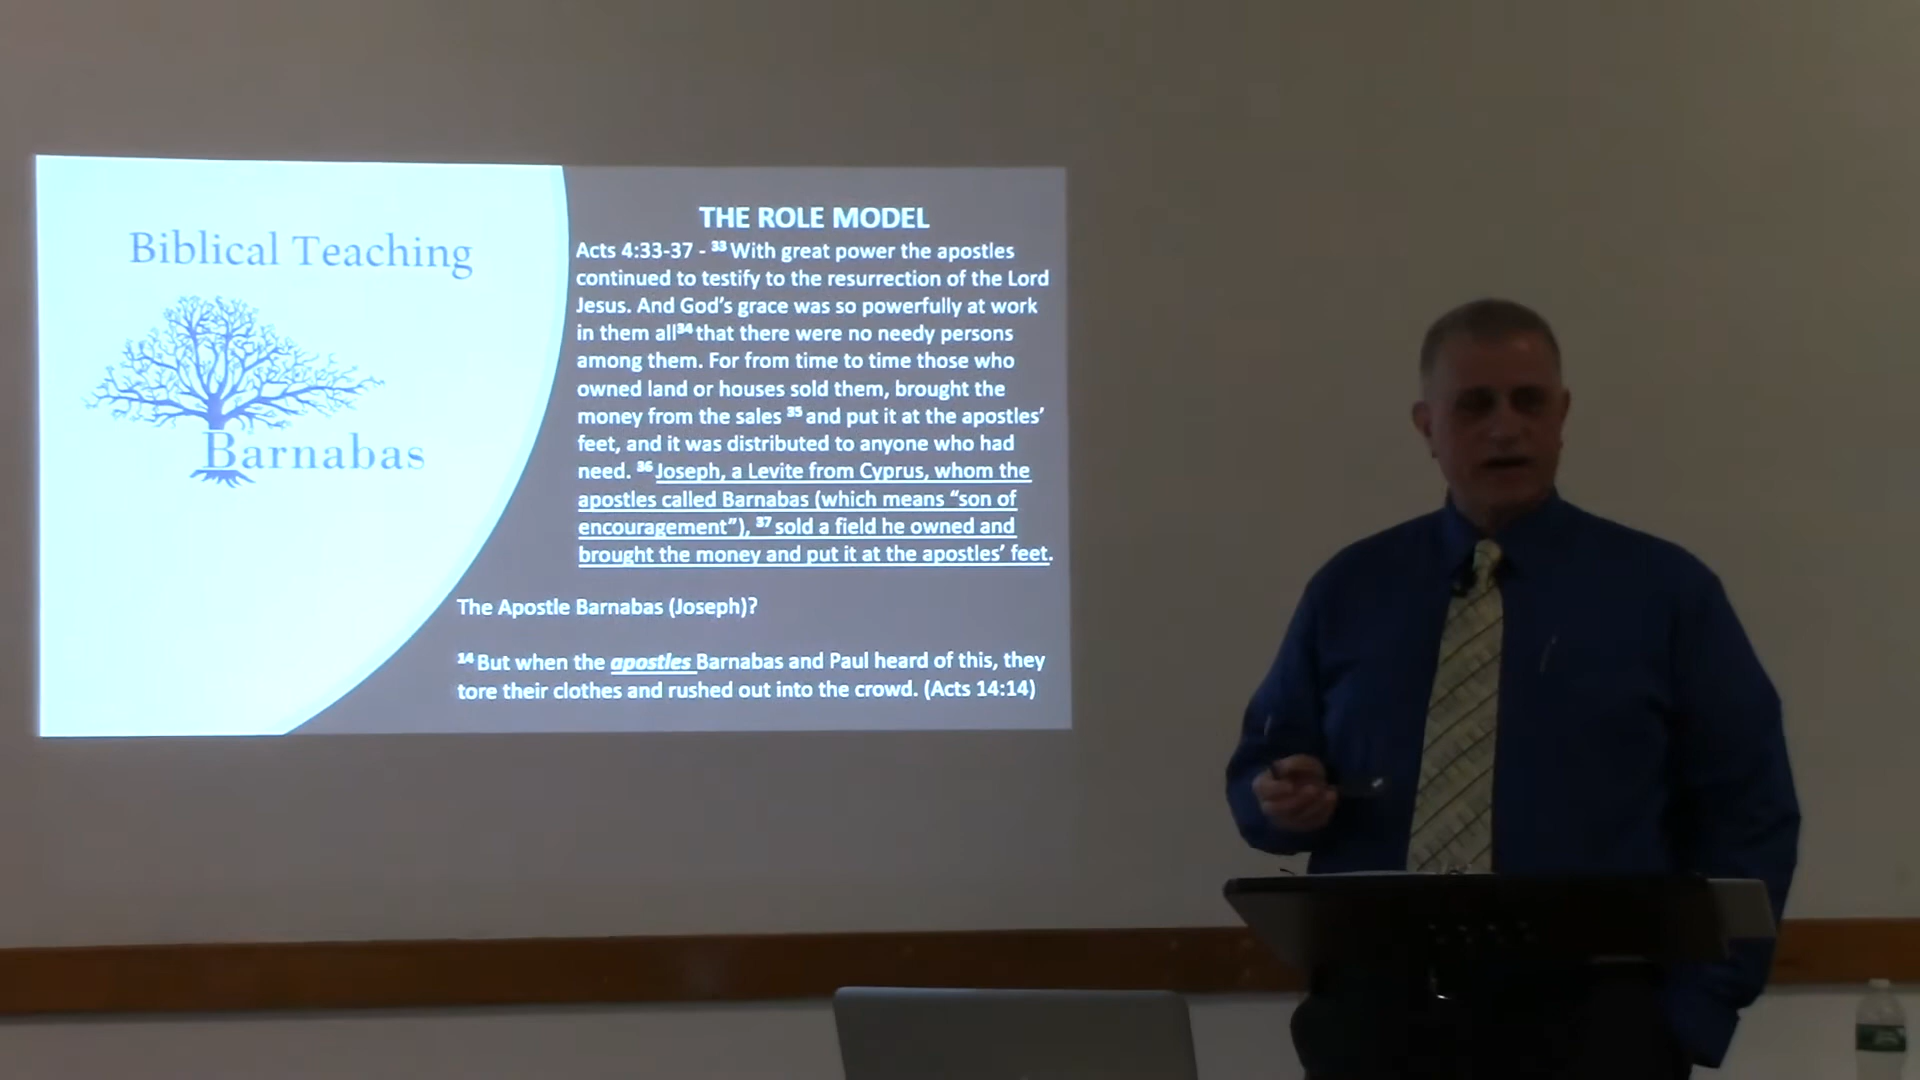 Biblical Teaching
Barnabas
THE ROLE MODEL
Acts 4:33-37 - ³³ With great power the apostles
continued to testify to the resurrection of the Lord
Jesus. And God’s grace was so powerfully at work
in them all³⁴ that there were no needy persons
among them. For from time to time those who
owned land or houses sold them, brought the
money from the sales ³⁵ and put it at the apostles’
feet, and it was distributed to anyone who had
need. ³⁶ Joseph, a Levite from Cyprus, whom the
apostles called Barnabas (which means “son of
encouragement”), ³⁷ sold a field he owned and
brought the money and put it at the apostles’ feet.
The Apostle Barnabas (Joseph)?
¹⁴ But when the apostles Barnabas and Paul heard of this, they
tore their clothes and rushed out into the crowd. (Acts 14:14)